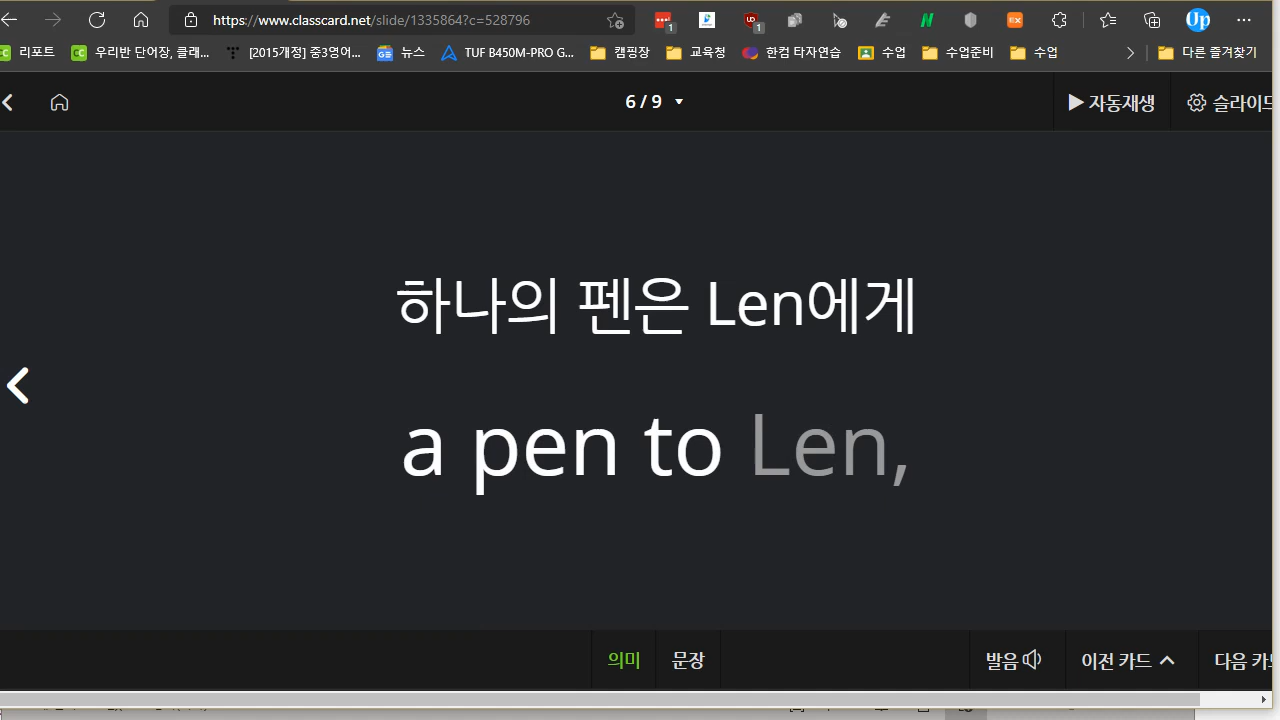 https://www.classcard.net/slide/1335864?c=528796
리포트 우리반 단어장, 클래... [2015개정] 중3영어... 뉴스 TUF B450M-PRO G... 캠핑장 교육청 한컴 타자연습 수업 수업준비 수업 다른 즐겨찾기
6 / 9 자동재생 슬라이드
하나의 펜은 Len에게
a pen to Len,
의미 문장 발음 이전 카드 다음 카드